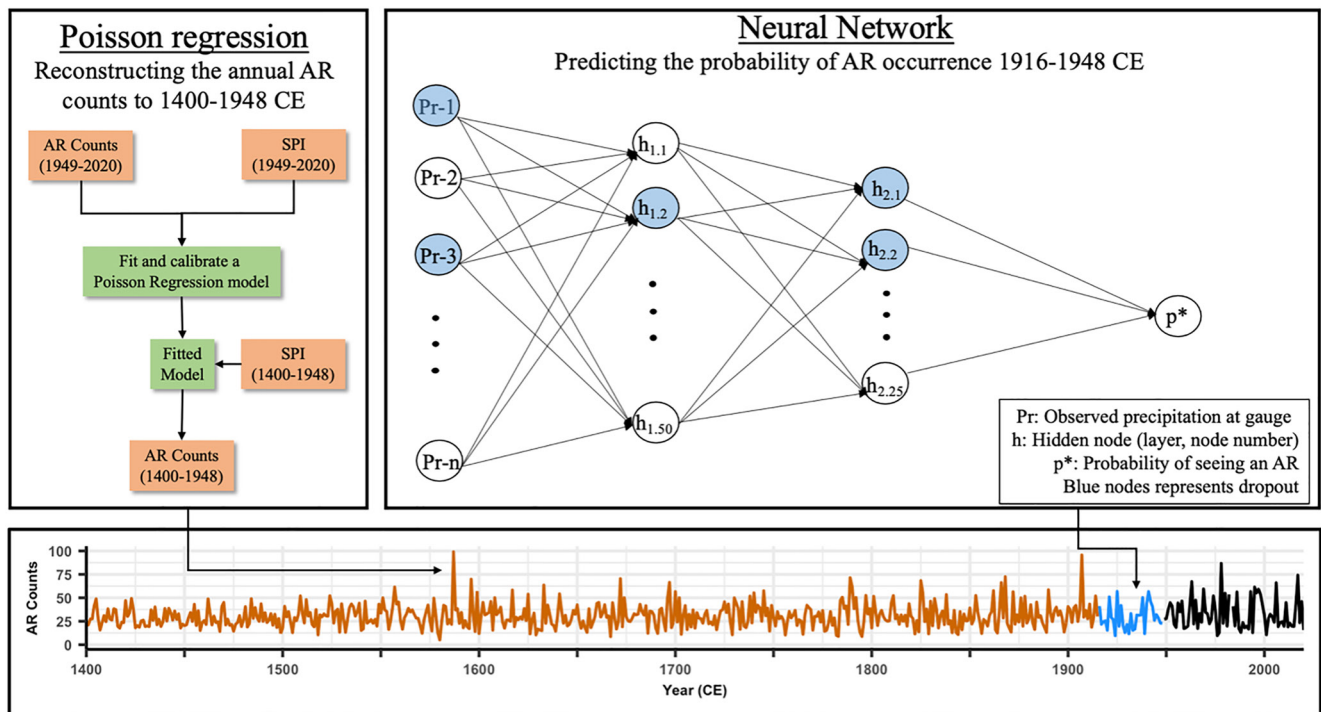 Poisson regression
Reconstructing the annual AR
counts to 1400-1948 CE
AR Counts
(1949-2020)
SPI
(1949-2020)
Fit and calibrate a
Poisson Regression model
Fitted
Model
SPI
(1400-1948)
AR Counts
(1400-1948)
Neural Network
Predicting the probability of AR occurrence 1916-1948 CE
Pr-1
Pr-2
Pr-3
Pr-n
h1.1
h1.2
h1.50
h2.1
h2.2
h2.25
p*
Pr: Observed precipitation at gauge
h: Hidden node (layer, node number)
p*: Probability of seeing an AR
Blue nodes represents dropout
AR Counts
100
75
50
25
0
1400 1500 1600 1700 1800 1900 2000
Year (CE)